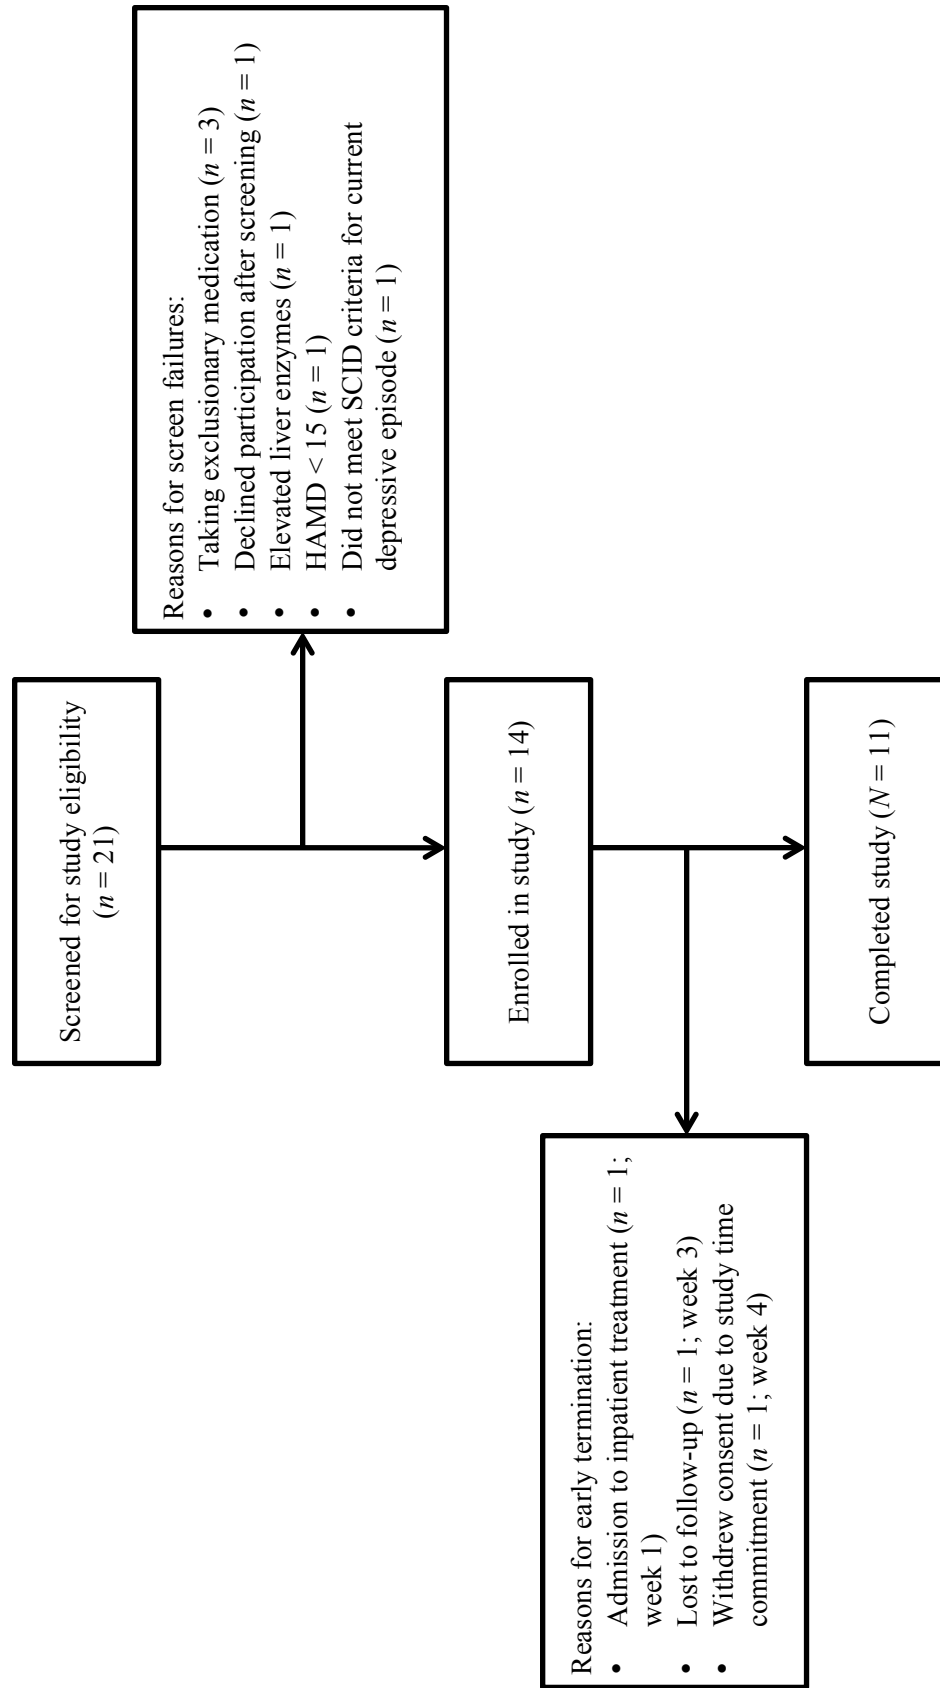 Screened for study eligibility
(n = 21)
Reasons for screen failures:
• Taking exclusionary medication (n = 3)
• Declined participation after screening (n = 1)
• Elevated liver enzymes (n = 1)
• HAMD < 15 (n = 1)
• Did not meet SCID criteria for current
depressive episode (n = 1)
Enrolled in study (n = 14)
Reasons for early termination:
• Admission to inpatient treatment (n = 1;
week 1)
• Lost to follow-up (n = 1; week 3)
• Withdrew consent due to study time
commitment (n = 1; week 4)
Completed study (N = 11)